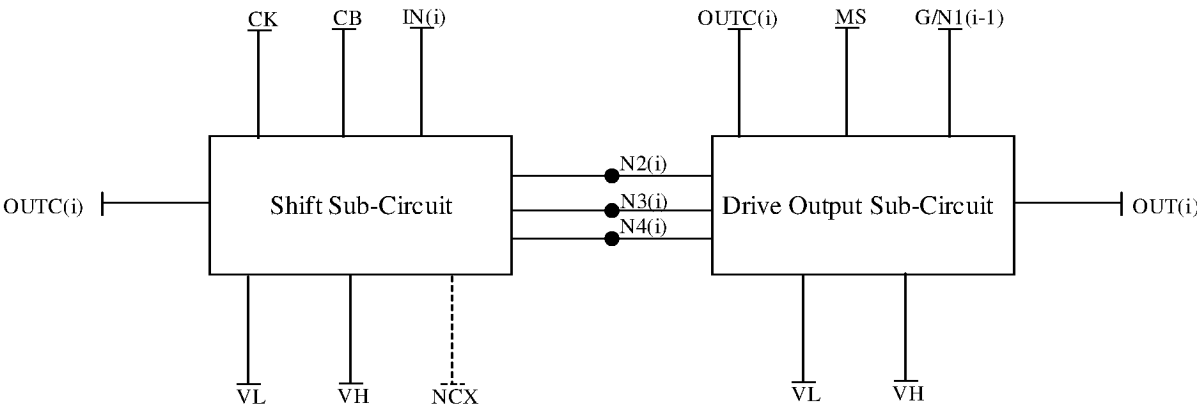 CK CB IN(i) OUTC(i) MS G/N1(i-1)
N2(i)
OUTC(i) Shift Sub-Circuit N3(i) Drive Output Sub-Circuit OUT(i)
N4(i)
VL VH NCX VL VH